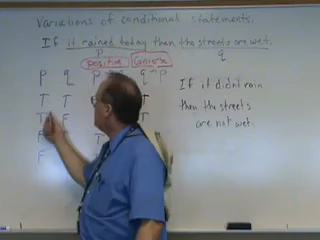 Variations of conditional statements.
If it rained today then the streets are wet.
p q
positive
p q p q → p
If it didn't rain
T T T
then the streets
T F
are not wet.
F T
F